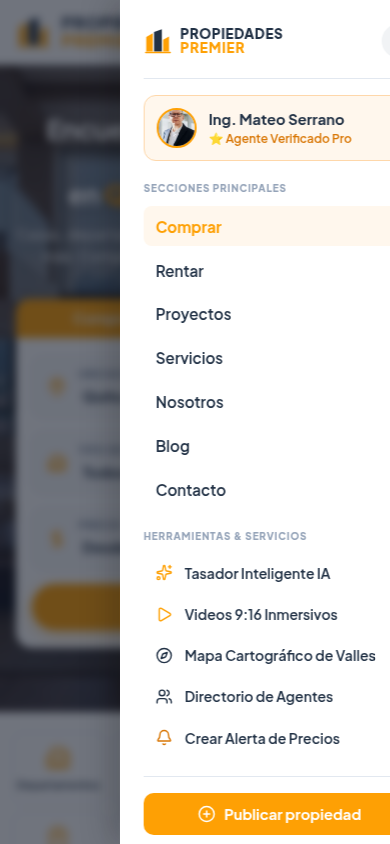 PROPIEDADES
PREMIER
Ing. Mateo Serrano
⭐ Agente Verificado Pro
SECCIONES PRINCIPALES
Comprar
Rentar
Proyectos
Servicios
Nosotros
Blog
Contacto
HERRAMIENTAS & SERVICIOS
Tasador Inteligente IA
Videos 9:16 Inmersivos
Mapa Cartográfico de Valles
Directorio de Agentes
Crear Alerta de Precios
Publicar propiedad